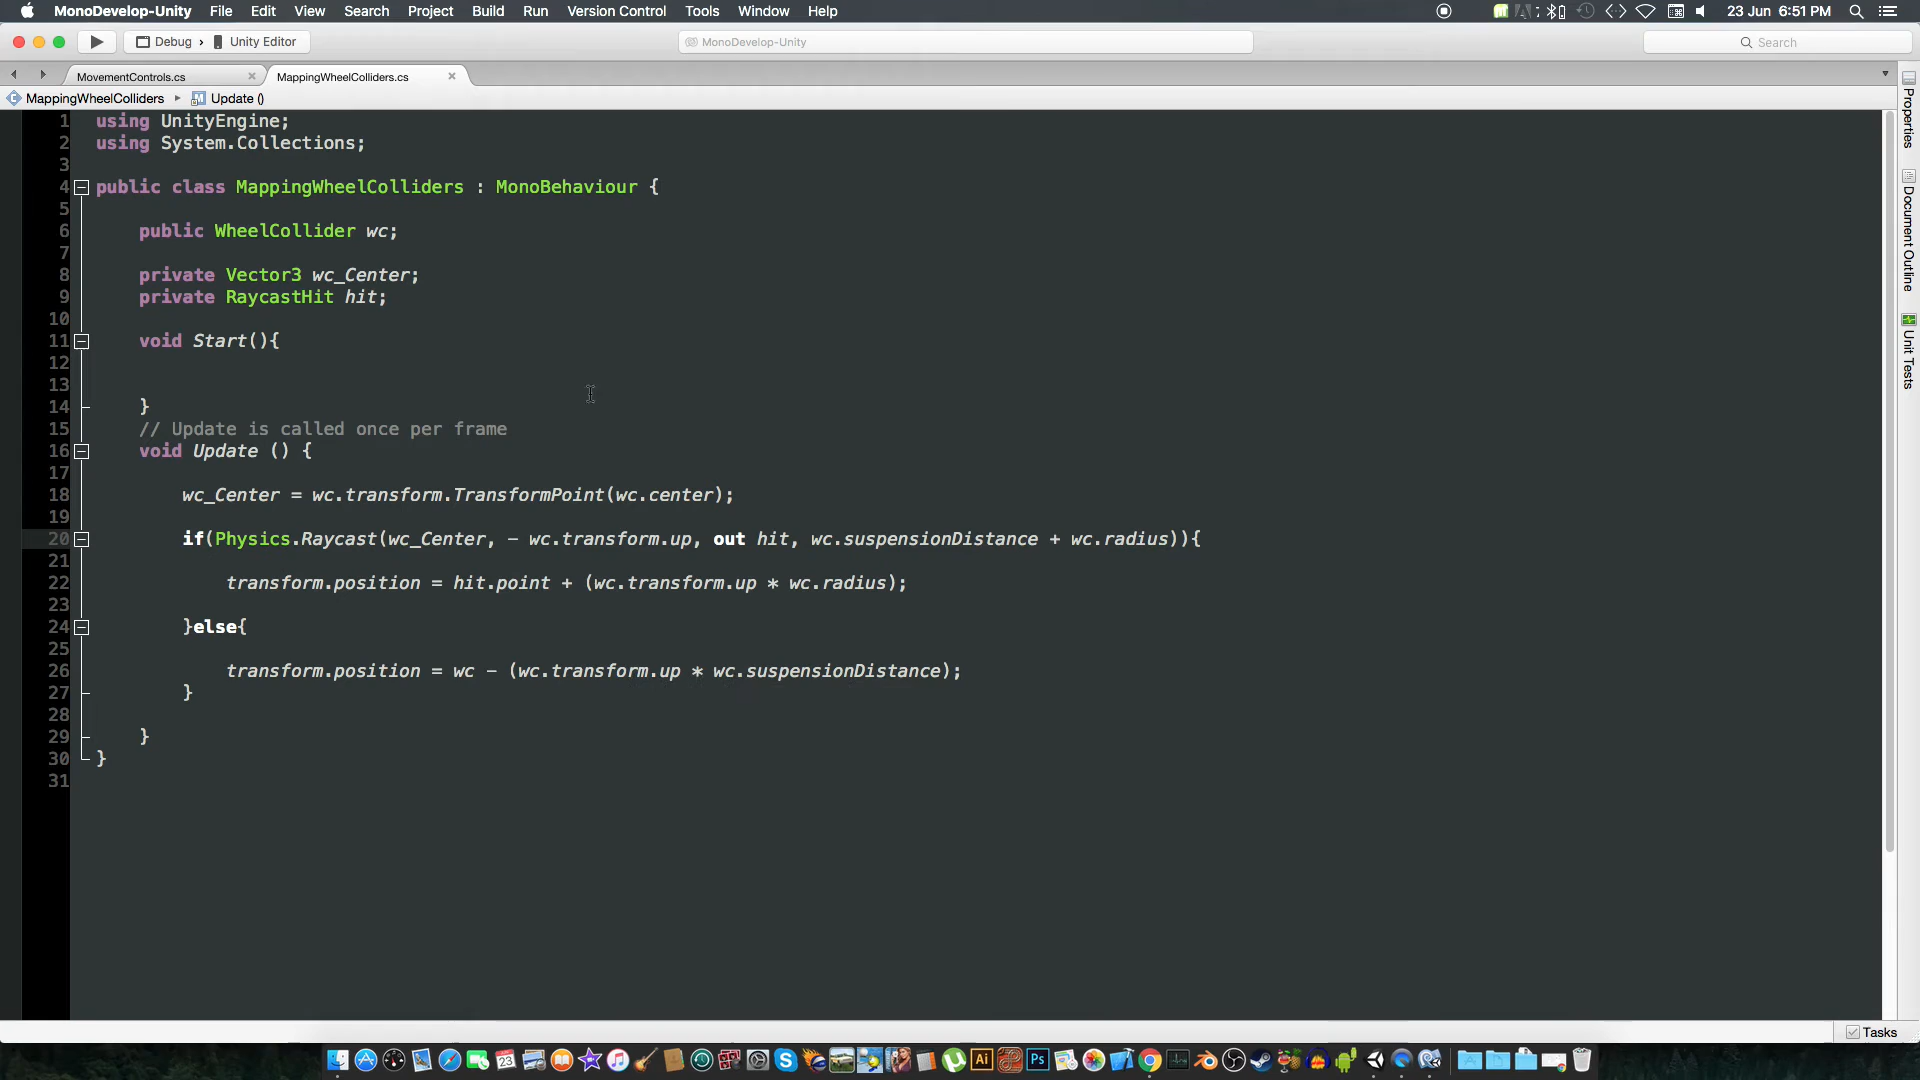 MonoDevelop-Unity File Edit View Search Project Build Run Version Control Tools Window Help 23 Jun 6:51 PM
Debug › Unity Editor MonoDevelop-Unity Search
MovementControls.cs MappingWheelColliders.cs
MappingWheelColliders Update ()
1 using UnityEngine;
2 using System.Collections;
3
4 public class MappingWheelColliders : MonoBehaviour {
5
6 public WheelCollider wc;
7
8 private Vector3 wc_Center;
9 private RaycastHit hit;
10
11 void Start(){
12
13
14 }
15 // Update is called once per frame
16 void Update () {
17
18 wc_Center = wc.transform.TransformPoint(wc.center);
19
20 if(Physics.Raycast(wc_Center, - wc.transform.up, out hit, wc.suspensionDistance + wc.radius)){
21
22 transform.position = hit.point + (wc.transform.up * wc.radius);
23
24 }else{
25
26 transform.position = wc - (wc.transform.up * wc.suspensionDistance);
27 }
28
29 }
30 }
31
Properties
Document Outline
Unit Tests
Tasks
23
Ai
Ps